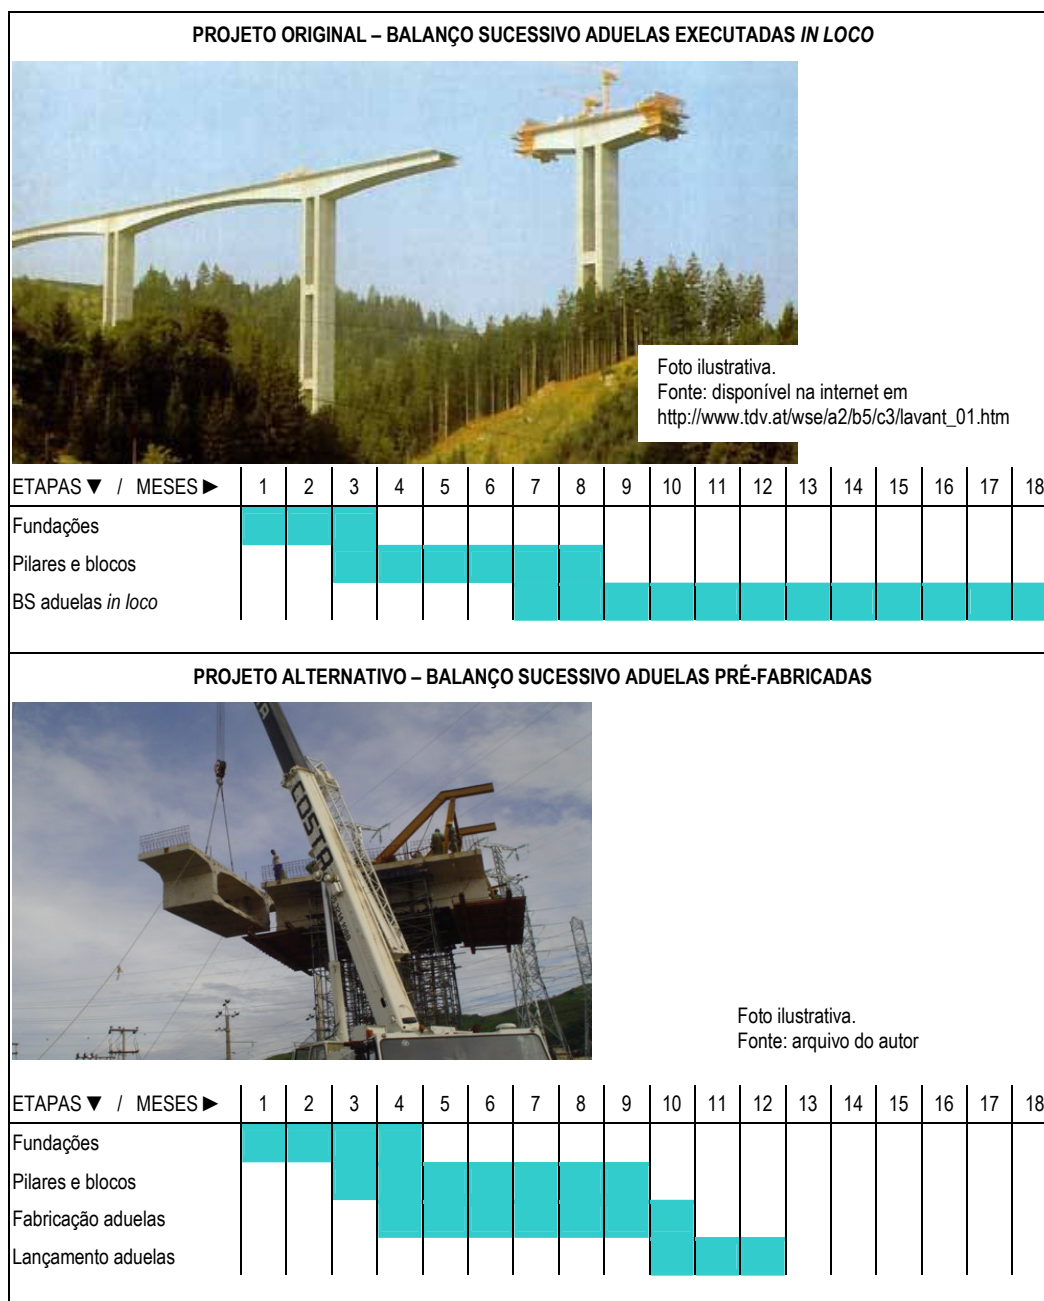 PROJETO ORIGINAL – BALANÇO SUCESSIVO ADUELAS EXECUTADAS IN LOCO
Foto ilustrativa.
Fonte: disponível na internet em
http://www.tdv.at/wse/a2/b5/c3/lavant_01.htm
ETAPAS ▼ / MESES ► 1 2 3 4 5 6 7 8 9 10 11 12 13 14 15 16 17 18
Fundações
Pilares e blocos
BS aduelas in loco
PROJETO ALTERNATIVO – BALANÇO SUCESSIVO ADUELAS PRÉ-FABRICADAS
COSTA
Foto ilustrativa.
Fonte: arquivo do autor
ETAPAS ▼ / MESES ► 1 2 3 4 5 6 7 8 9 10 11 12 13 14 15 16 17 18
Fundações
Pilares e blocos
Fabricação aduelas
Lançamento aduelas